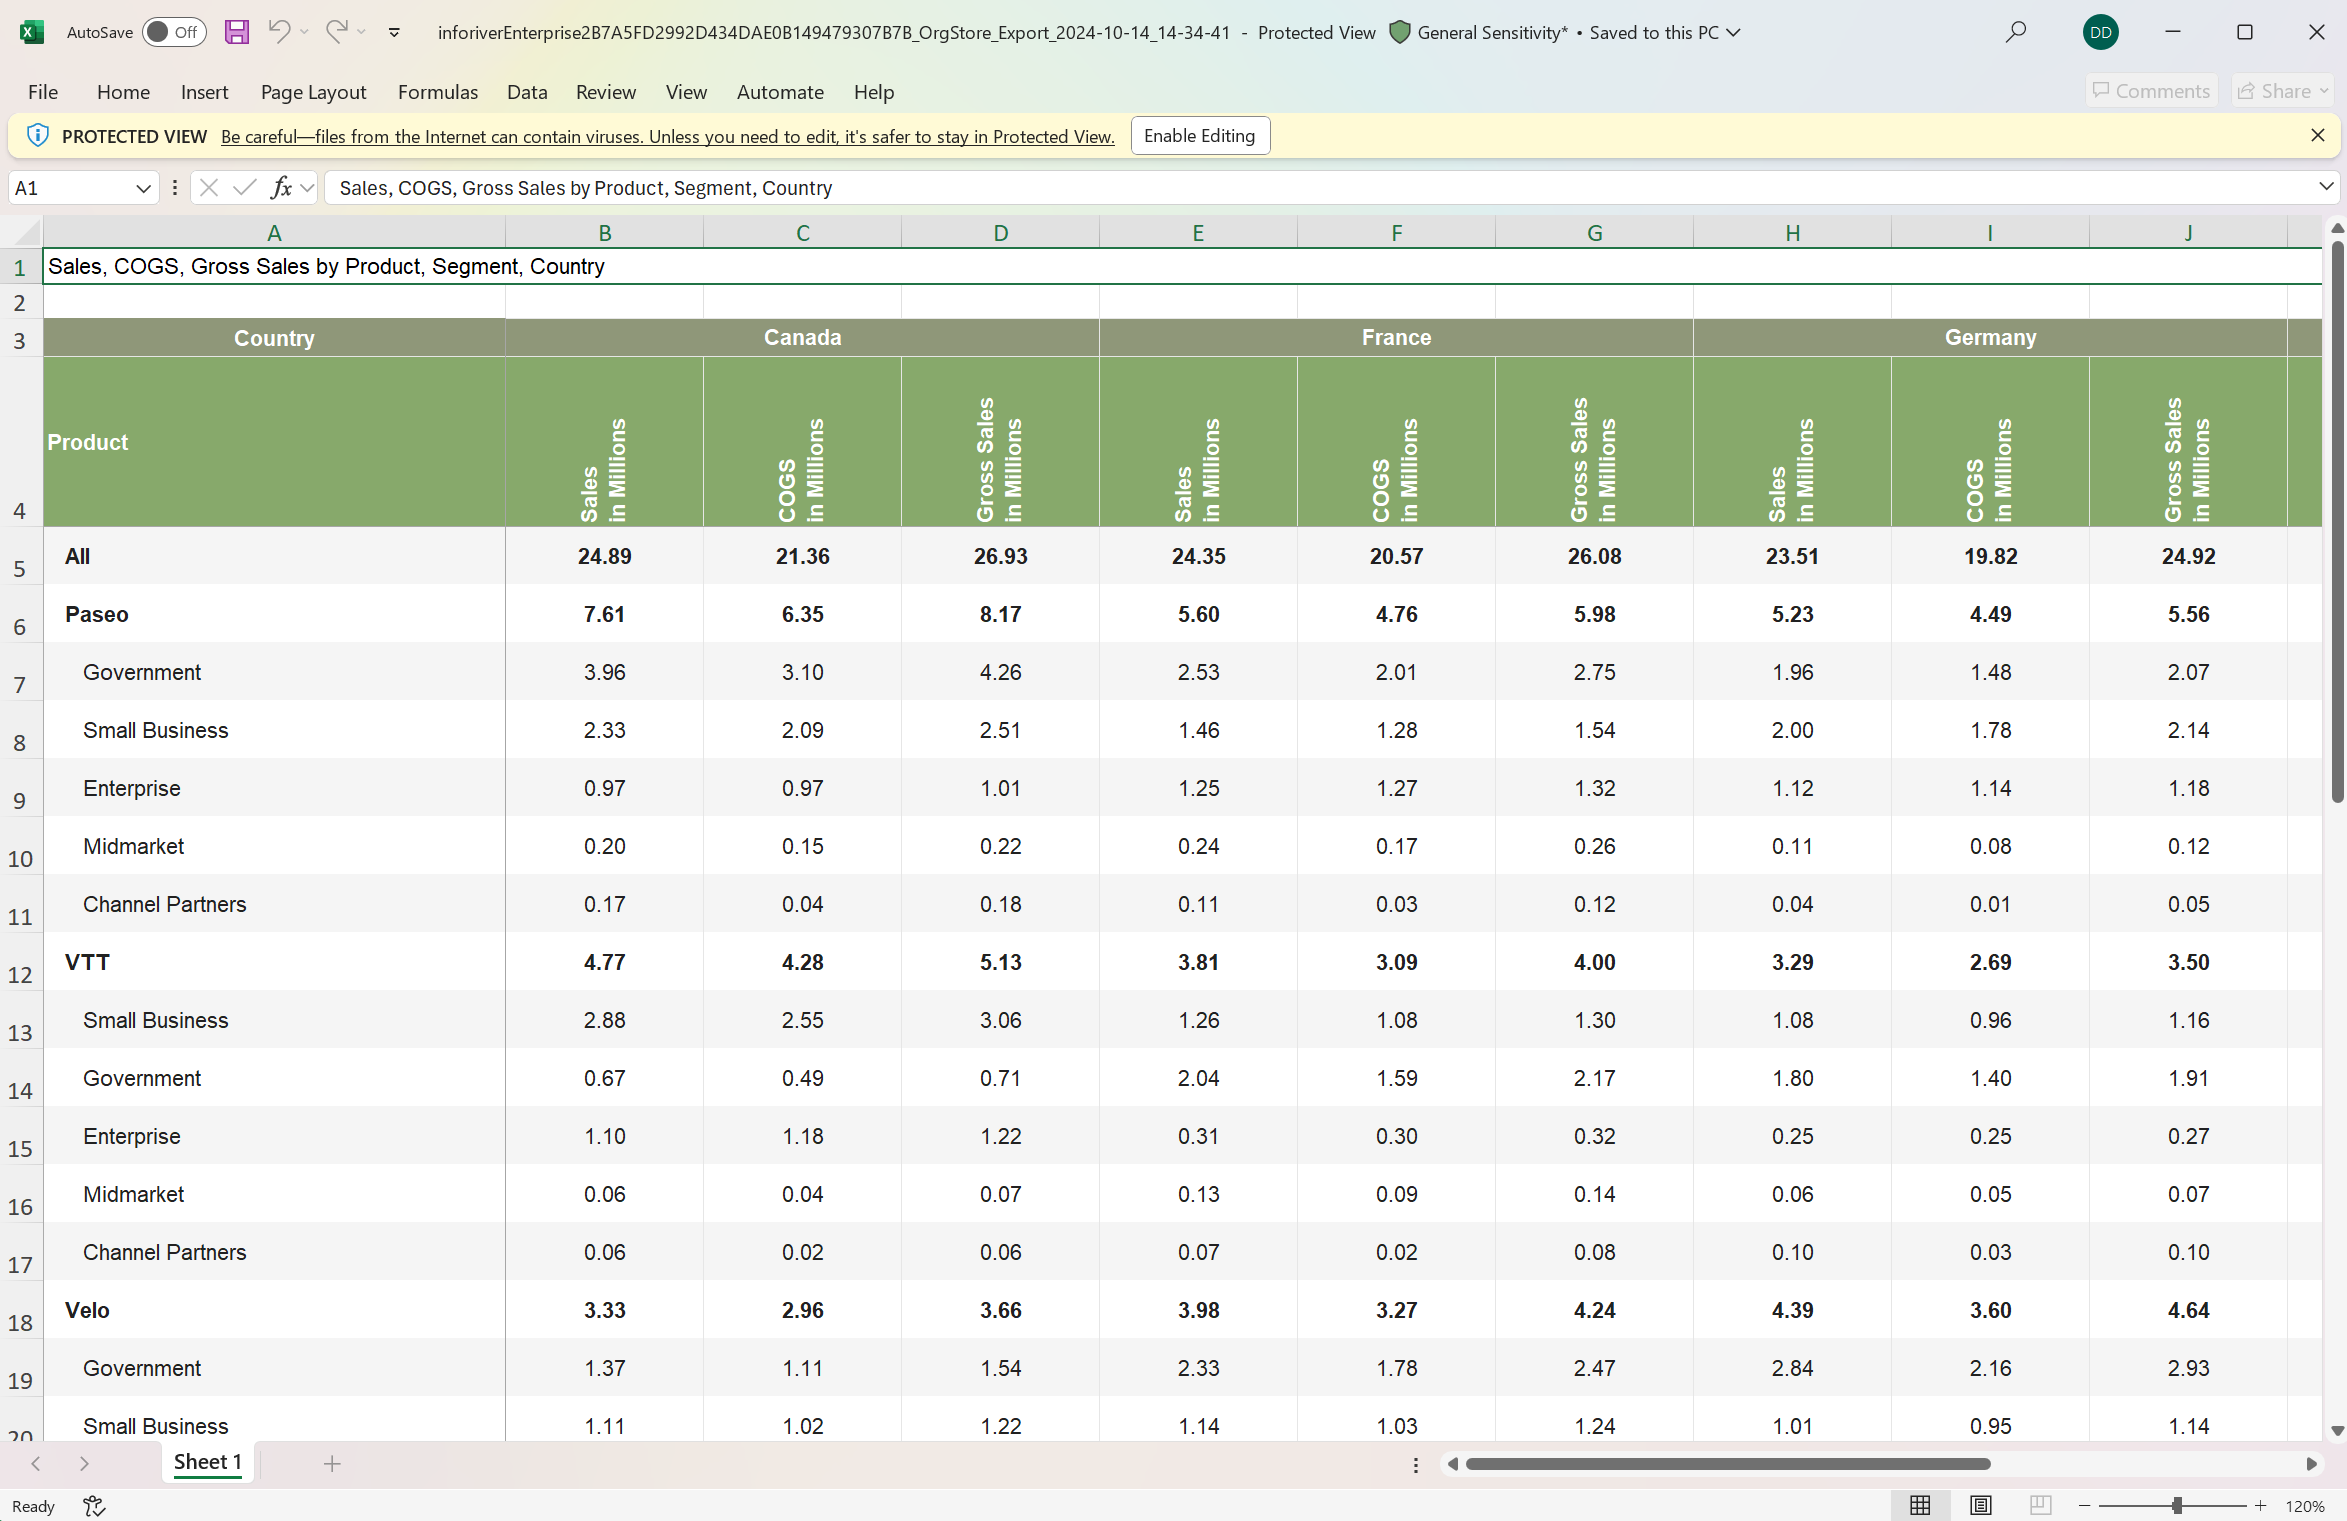 AutoSave Off inforiverEnterprise2B7A5FD2992D434DAE0B149479307B7B_OrgStore_Export_2024-10-14_14-34-41 - Protected View General Sensitivity* • Saved to this PC DD
File Home Insert Page Layout Formulas Data Review View Automate Help Comments Share
PROTECTED VIEW Be careful—files from the Internet can contain viruses. Unless you need to edit, it's safer to stay in Protected View. Enable Editing
A1 fx Sales, COGS, Gross Sales by Product, Segment, Country
A B C D E F G H I J
1 Sales, COGS, Gross Sales by Product, Segment, Country
2
3 Country Canada France Germany
4 Product Sales in Millions COGS in Millions Gross Sales in Millions Sales in Millions COGS in Millions Gross Sales in Millions Sales in Millions COGS in Millions Gross Sales in Millions
5 All 24.89 21.36 26.93 24.35 20.57 26.08 23.51 19.82 24.92
6 Paseo 7.61 6.35 8.17 5.60 4.76 5.98 5.23 4.49 5.56
7 Government 3.96 3.10 4.26 2.53 2.01 2.75 1.96 1.48 2.07
8 Small Business 2.33 2.09 2.51 1.46 1.28 1.54 2.00 1.78 2.14
9 Enterprise 0.97 0.97 1.01 1.25 1.27 1.32 1.12 1.14 1.18
10 Midmarket 0.20 0.15 0.22 0.24 0.17 0.26 0.11 0.08 0.12
11 Channel Partners 0.17 0.04 0.18 0.11 0.03 0.12 0.04 0.01 0.05
12 VTT 4.77 4.28 5.13 3.81 3.09 4.00 3.29 2.69 3.50
13 Small Business 2.88 2.55 3.06 1.26 1.08 1.30 1.08 0.96 1.16
14 Government 0.67 0.49 0.71 2.04 1.59 2.17 1.80 1.40 1.91
15 Enterprise 1.10 1.18 1.22 0.31 0.30 0.32 0.25 0.25 0.27
16 Midmarket 0.06 0.04 0.07 0.13 0.09 0.14 0.06 0.05 0.07
17 Channel Partners 0.06 0.02 0.06 0.07 0.02 0.08 0.10 0.03 0.10
18 Velo 3.33 2.96 3.66 3.98 3.27 4.24 4.39 3.60 4.64
19 Government 1.37 1.11 1.54 2.33 1.78 2.47 2.84 2.16 2.93
20 Small Business 1.11 1.02 1.22 1.14 1.03 1.24 1.01 0.95 1.14
Sheet 1
Ready 120%